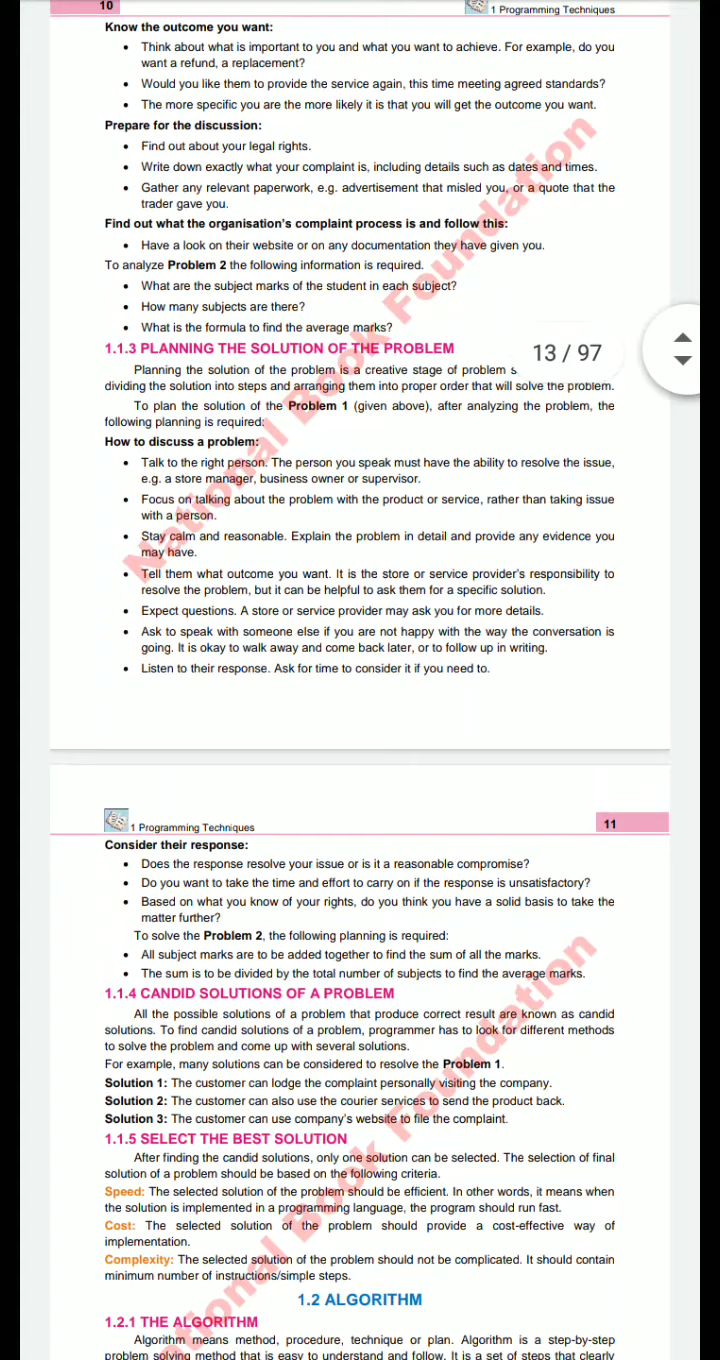 10
1 Programming Techniques
Know the outcome you want:
• Think about what is important to you and what you want to achieve. For example, do you
want a refund, a replacement?
• Would you like them to provide the service again, this time meeting agreed standards?
• The more specific you are the more likely it is that you will get the outcome you want.
Prepare for the discussion:
• Find out about your legal rights.
• Write down exactly what your complaint is, including details such as dates and times.
• Gather any relevant paperwork, e.g. advertisement that misled you, or a quote that the
trader gave you.
Find out what the organisation's complaint process is and follow this:
• Have a look on their website or on any documentation they have given you.
To analyze Problem 2 the following information is required.
• What are the subject marks of the student in each subject?
• How many subjects are there?
• What is the formula to find the average marks?
1.1.3 PLANNING THE SOLUTION OF THE PROBLEM
13 / 97
Planning the solution of the problem is a creative stage of problem s
dividing the solution into steps and arranging them into proper order that will solve the problem.
To plan the solution of the Problem 1 (given above), after analyzing the problem, the
following planning is required:
How to discuss a problem:
• Talk to the right person. The person you speak must have the ability to resolve the issue,
e.g. a store manager, business owner or supervisor.
• Focus on talking about the problem with the product or service, rather than taking issue
with a person.
• Stay calm and reasonable. Explain the problem in detail and provide any evidence you
may have.
• Tell them what outcome you want. It is the store or service provider's responsibility to
resolve the problem, but it can be helpful to ask them for a specific solution.
• Expect questions. A store or service provider may ask you for more details.
• Ask to speak with someone else if you are not happy with the way the conversation is
going. It is okay to walk away and come back later, or to follow up in writing.
• Listen to their response. Ask for time to consider it if you need to.
National Book Foundation
1 Programming Techniques
11
Consider their response:
• Does the response resolve your issue or is it a reasonable compromise?
• Do you want to take the time and effort to carry on if the response is unsatisfactory?
• Based on what you know of your rights, do you think you have a solid basis to take the
matter further?
To solve the Problem 2, the following planning is required:
• All subject marks are to be added together to find the sum of all the marks.
• The sum is to be divided by the total number of subjects to find the average marks.
1.1.4 CANDID SOLUTIONS OF A PROBLEM
All the possible solutions of a problem that produce correct result are known as candid
solutions. To find candid solutions of a problem, programmer has to look for different methods
to solve the problem and come up with several solutions.
For example, many solutions can be considered to resolve the Problem 1.
Solution 1: The customer can lodge the complaint personally visiting the company.
Solution 2: The customer can also use the courier services to send the product back.
Solution 3: The customer can use company's website to file the complaint.
1.1.5 SELECT THE BEST SOLUTION
After finding the candid solutions, only one solution can be selected. The selection of final
solution of a problem should be based on the following criteria.
Speed: The selected solution of the problem should be efficient. In other words, it means when
the solution is implemented in a programming language, the program should run fast.
Cost: The selected solution of the problem should provide a cost-effective way of
implementation.
Complexity: The selected solution of the problem should not be complicated. It should contain
minimum number of instructions/simple steps.
1.2 ALGORITHM
1.2.1 THE ALGORITHM
Algorithm means method, procedure, technique or plan. Algorithm is a step-by-step
problem solving method that is easy to understand and follow. It is a set of steps that clearly
ational Book Foundation